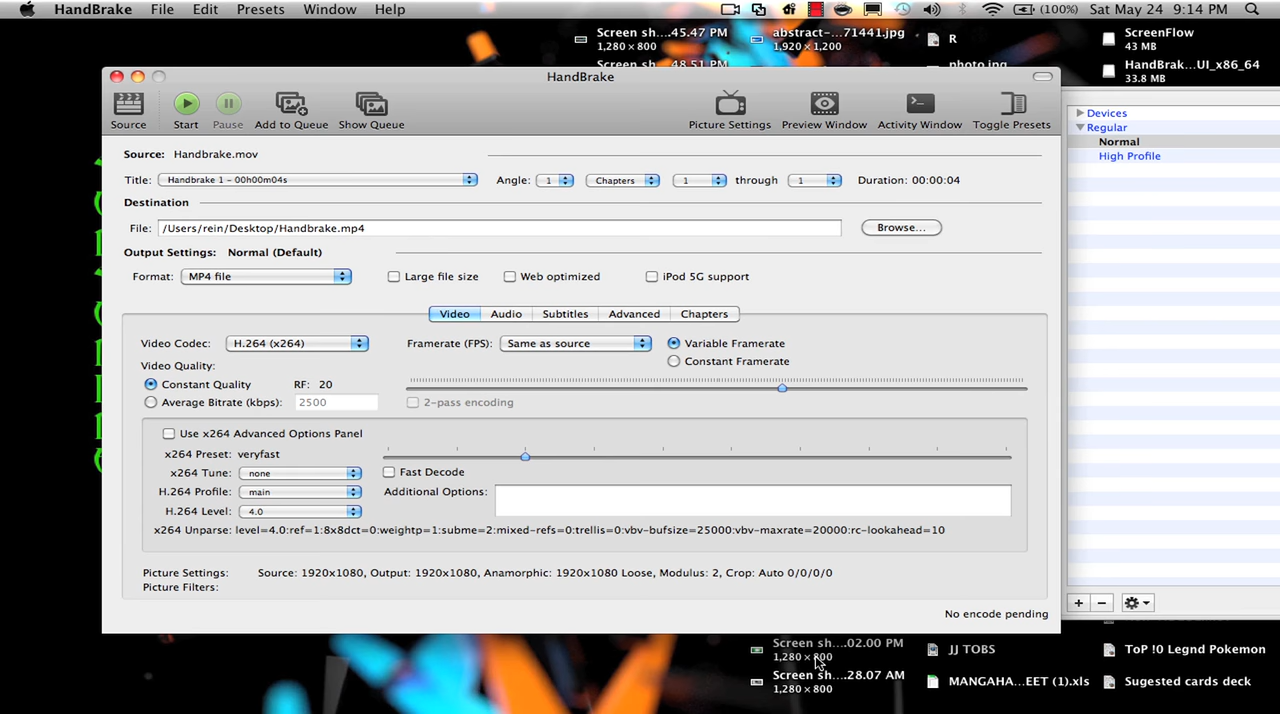 HandBrake File Edit Presets Window Help (100%) Sat May 24 9:14 PM
Screen sh....45.47 PM
1,280 × 800
abstract-...71441.jpg
1,920 × 1,200
R
ScreenFlow
43 MB
Screen sh....48.51 PM
photo.jpg
HandBrak...UI_x86_64
33.8 MB
HandBrake
Source Start Pause Add to Queue Show Queue Picture Settings Preview Window Activity Window Toggle Presets
Source: Handbrake.mov
Title: Handbrake 1 - 00h00m04s Angle: 1 Chapters 1 through 1 Duration: 00:00:04
Destination
File: /Users/rein/Desktop/Handbrake.mp4 Browse...
Output Settings: Normal (Default)
Format: MP4 file Large file size Web optimized iPod 5G support
Video Audio Subtitles Advanced Chapters
Video Codec: H.264 (x264) Framerate (FPS): Same as source Variable Framerate
Constant Framerate
Video Quality:
Constant Quality RF: 20
Average Bitrate (kbps): 2500 2-pass encoding
Use x264 Advanced Options Panel
x264 Preset: veryfast
x264 Tune: none Fast Decode
H.264 Profile: main Additional Options:
H.264 Level: 4.0
x264 Unparse: level=4.0:ref=1:8x8dct=0:weightp=1:subme=2:mixed-refs=0:trellis=0:vbv-bufsize=25000:vbv-maxrate=20000:rc-lookahead=10
Picture Settings: Source: 1920x1080, Output: 1920x1080, Anamorphic: 1920x1080 Loose, Modulus: 2, Crop: Auto 0/0/0/0
Picture Filters:
No encode pending
Devices
Regular
Normal
High Profile
Screen sh....02.00 PM
1,280 × 800
JJ TOBS
ToP !0 Legnd Pokemon
Screen sh....28.07 AM
1,280 × 800
MANGAHA...EET (1).xls
Sugested cards deck